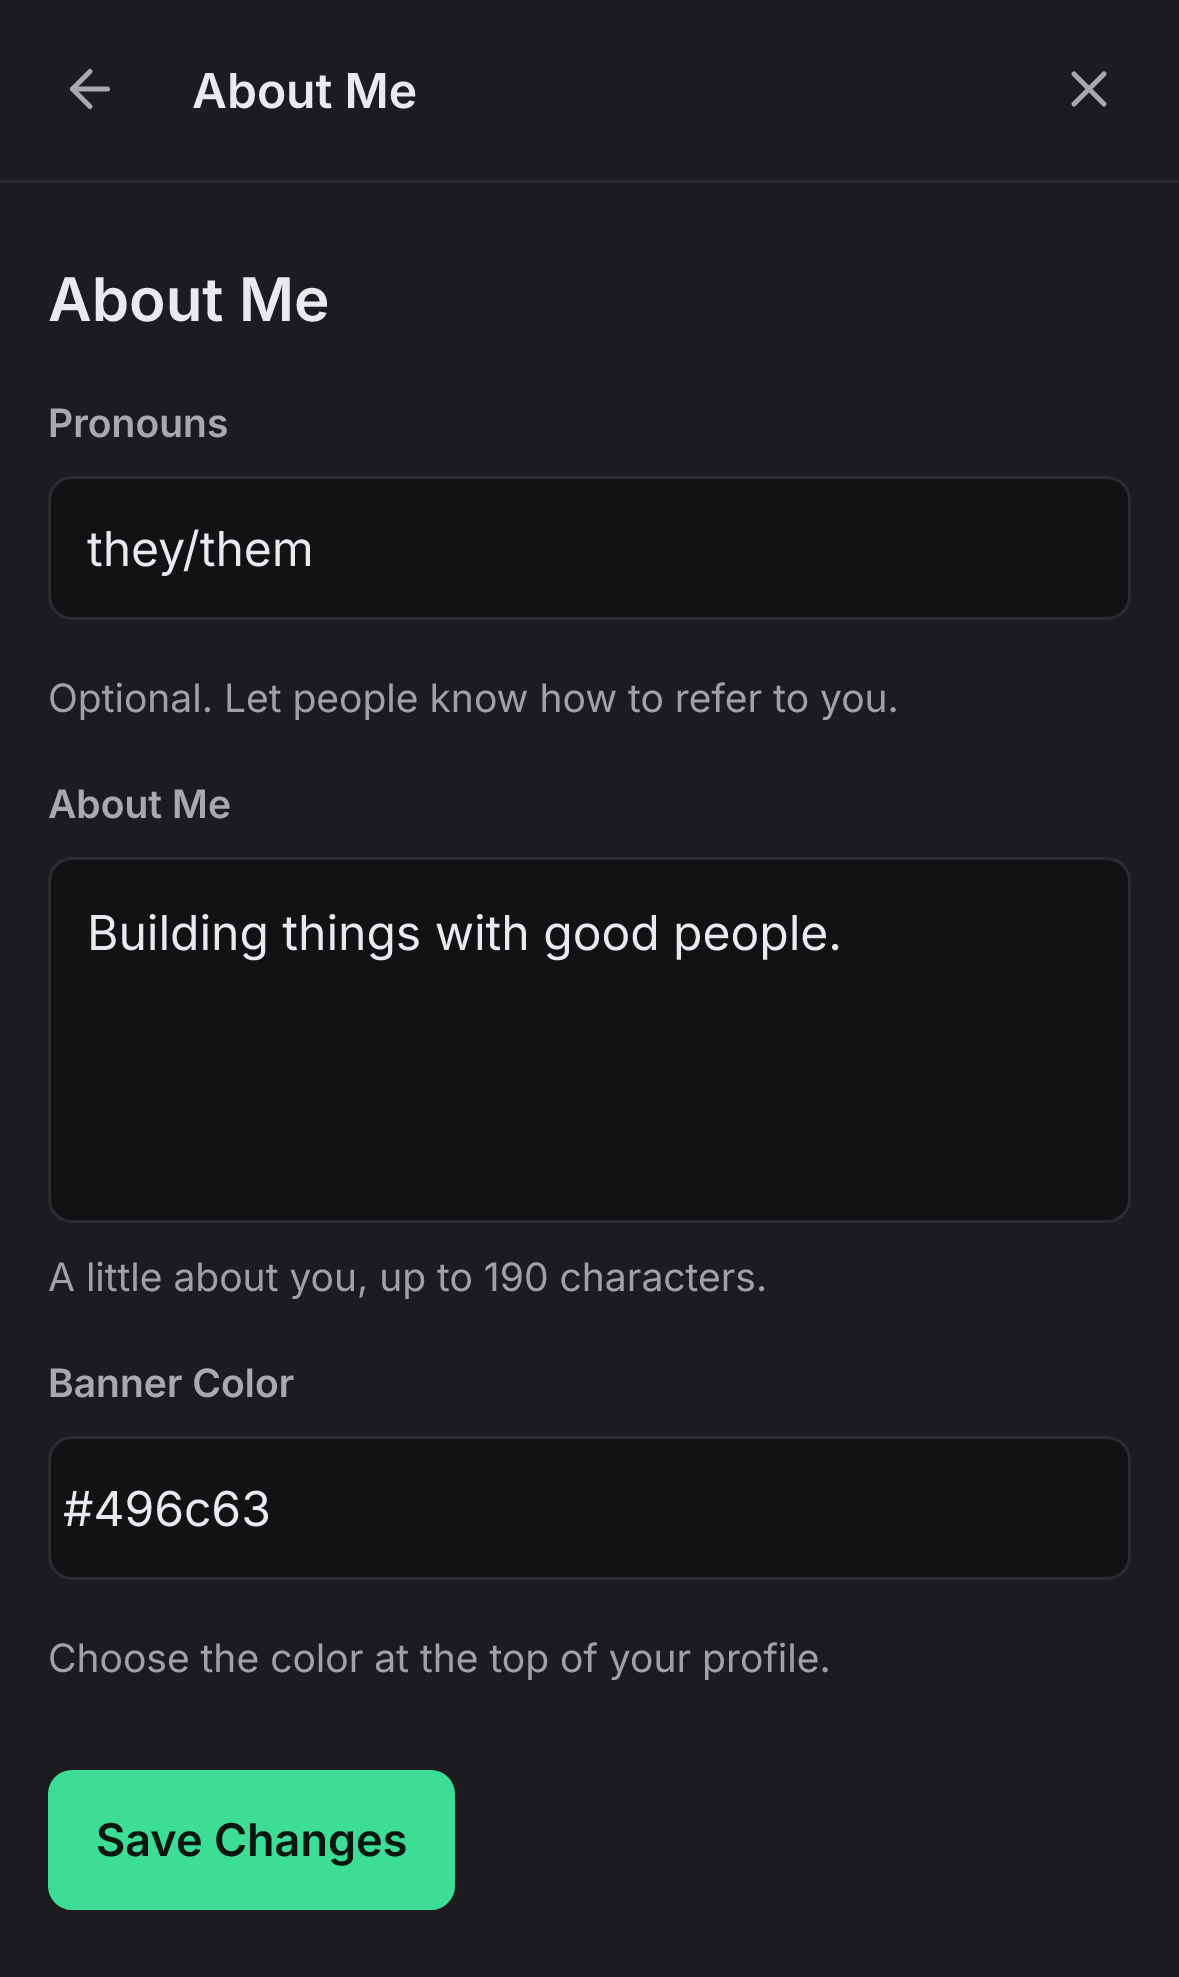 About Me
About Me
Pronouns
they/them
Optional. Let people know how to refer to you.
About Me
Building things with good people.
A little about you, up to 190 characters.
Banner Color
#496c63
Choose the color at the top of your profile.
Save Changes